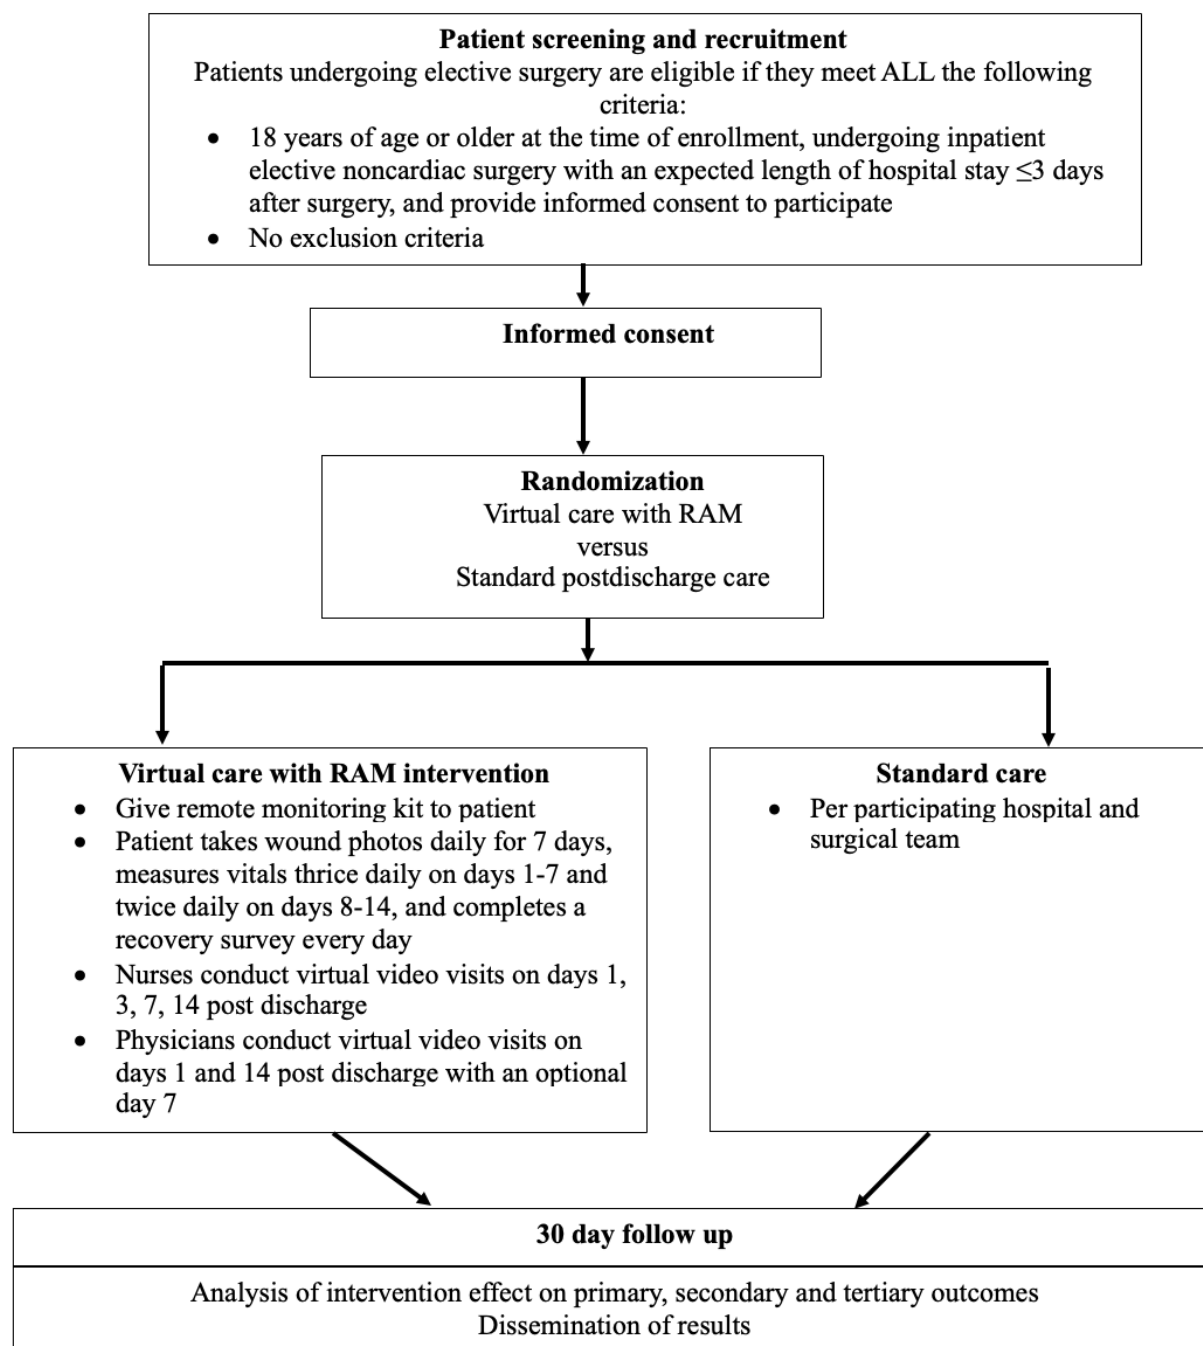 Patient screening and recruitment
Patients undergoing elective surgery are eligible if they meet ALL the following
criteria:
• 18 years of age or older at the time of enrollment, undergoing inpatient
elective noncardiac surgery with an expected length of hospital stay ≤3 days
after surgery, and provide informed consent to participate
• No exclusion criteria
Informed consent
Randomization
Virtual care with RAM
versus
Standard postdischarge care
Virtual care with RAM intervention
• Give remote monitoring kit to patient
• Patient takes wound photos daily for 7 days,
measures vitals thrice daily on days 1-7 and
twice daily on days 8-14, and completes a
recovery survey every day
• Nurses conduct virtual video visits on days 1,
3, 7, 14 post discharge
• Physicians conduct virtual video visits on
days 1 and 14 post discharge with an optional
day 7
Standard care
• Per participating hospital and
surgical team
30 day follow up
Analysis of intervention effect on primary, secondary and tertiary outcomes
Dissemination of results